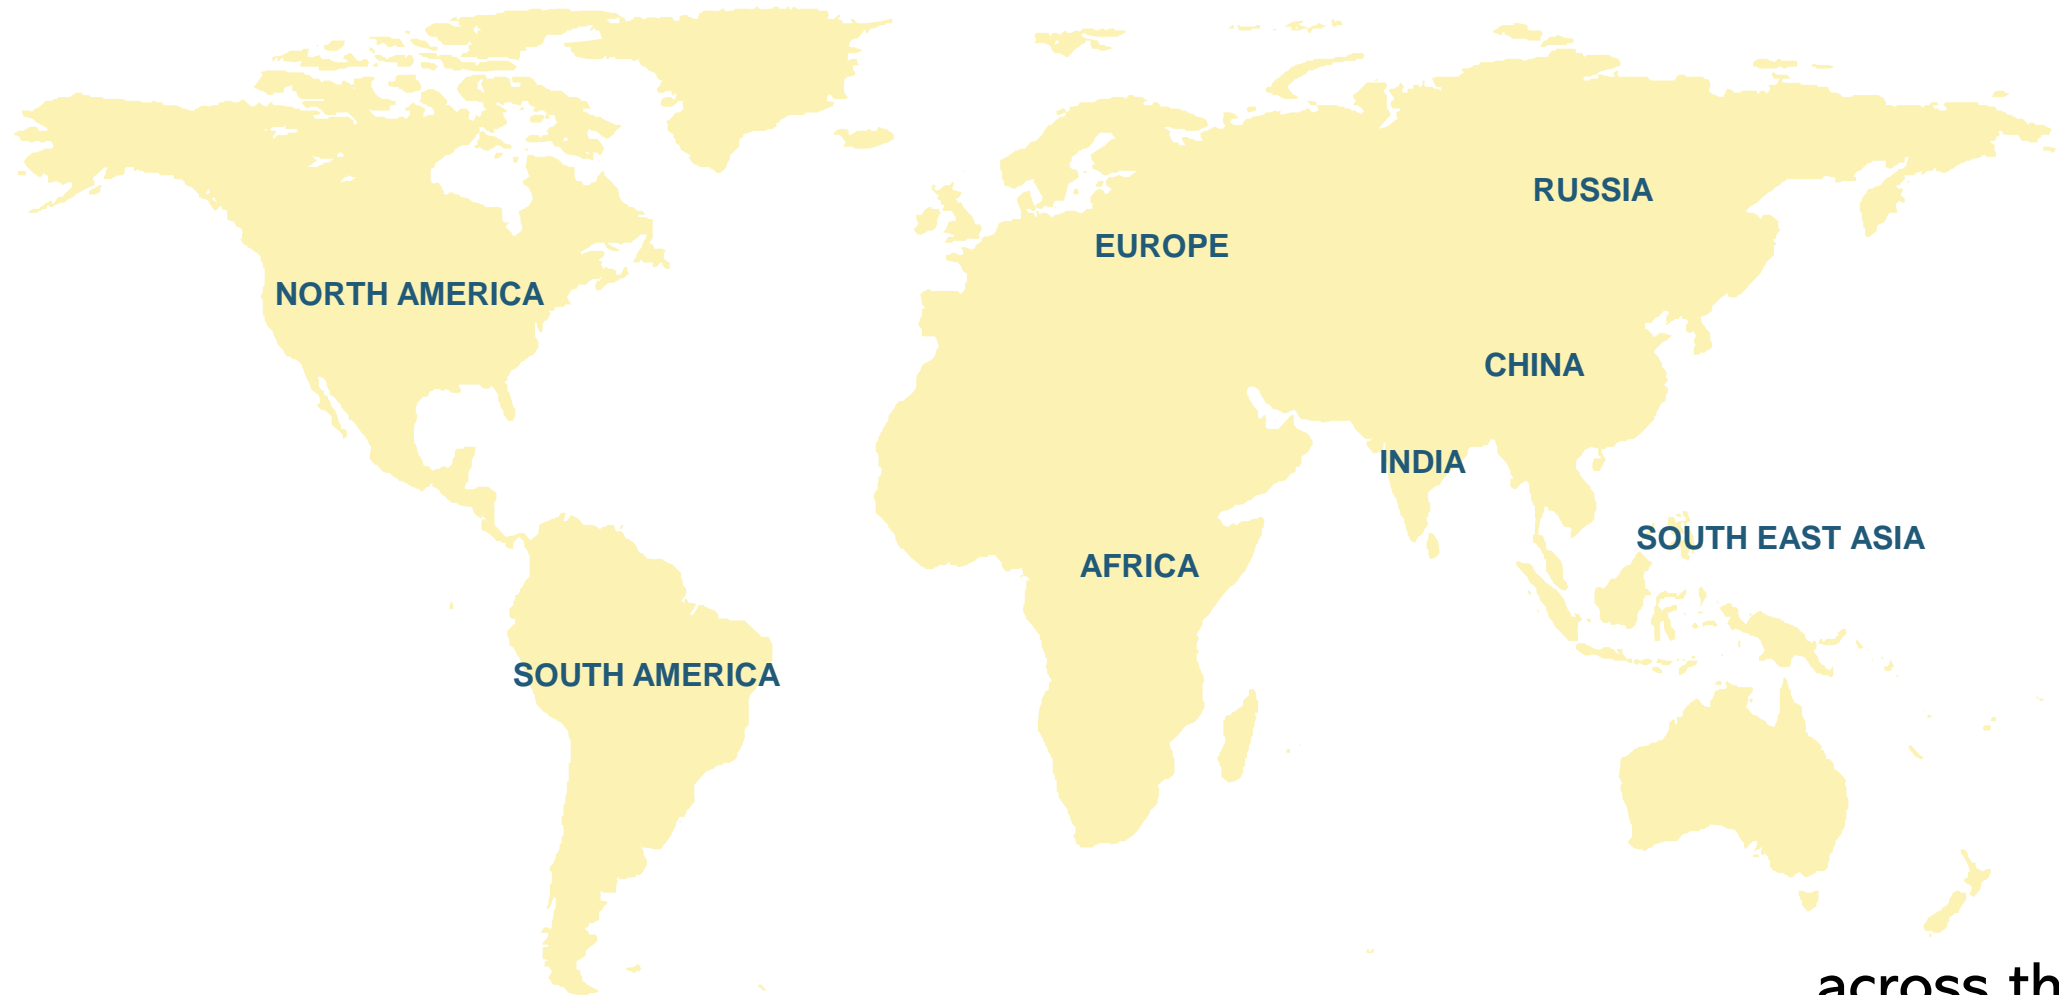 RUSSIA
EUROPE
NORTH AMERICA
CHINA
INDIA
SOUTH EAST ASIA
AFRICA
SOUTH AMERICA
across th